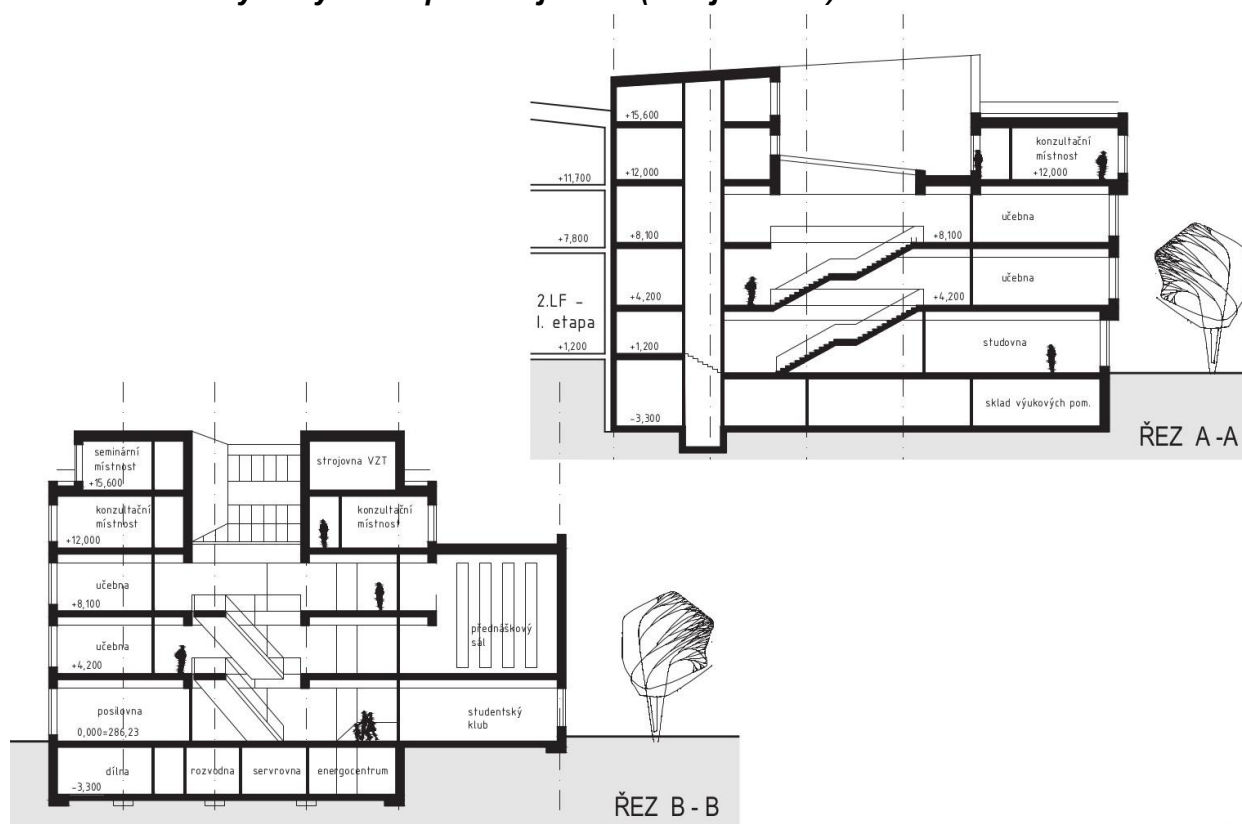 +15,600
konzultační
místnost
+12,000
+12,000
+11,700
učebna
+8,100
+8,100
+7,800
učebna
+4,200
+4,200
2.LF -
I. etapa
studovna
+1,200
+1,200
sklad výukových pom.
-3,300
ŘEZ A-A
seminární
místnost
+15,600
strojovna VZT
konzultační
místnost
+12,000
konzultační
místnost
učebna
+8,100
učebna
+4,200
přednáškový
sál
posilovna
0,000=286,23
studentský
klub
dílna
rozvodna
servrovna
energocentrum
-3,300
ŘEZ B - B